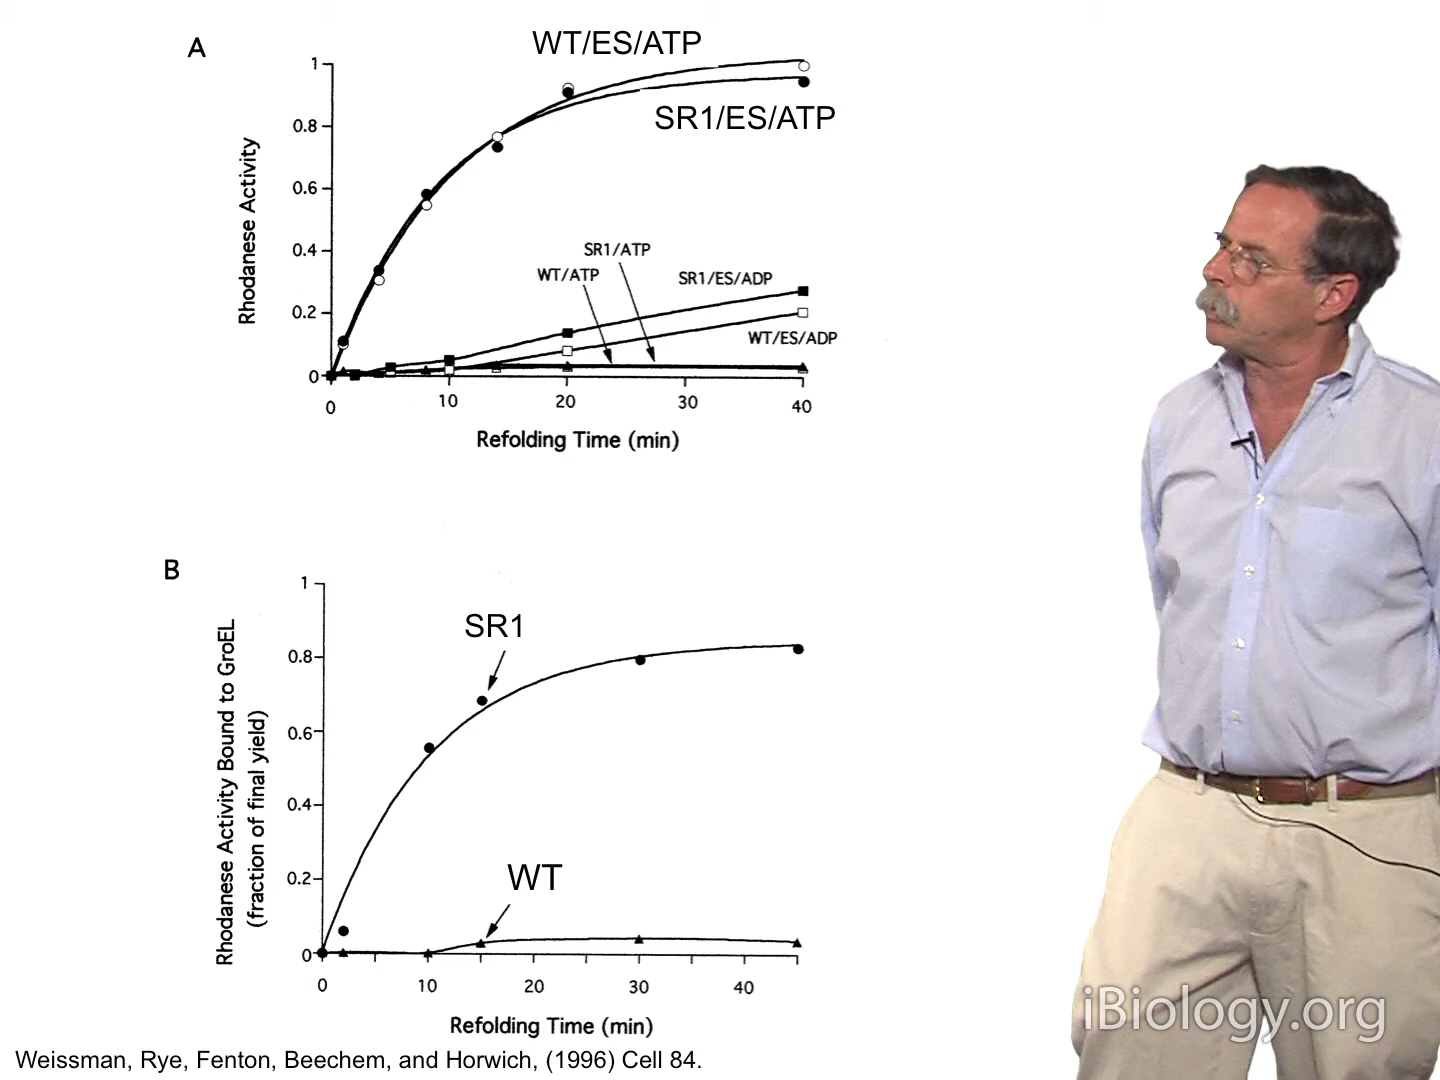 A
WT/ES/ATP
SR1/ES/ATP
1
0.8
0.6
0.4
0.2
0
Rhodanese Activity
SR1/ATP
WT/ATP
SR1/ES/ADP
WT/ES/ADP
0 10 20 30 40
Refolding Time (min)
B
1
0.8
0.6
0.4
0.2
0
Rhodanese Activity Bound to GroEL
(fraction of final yield)
SR1
WT
0 10 20 30 40
Refolding Time (min)
iBiology.org
Weissman, Rye, Fenton, Beechem, and Horwich, (1996) Cell 84.